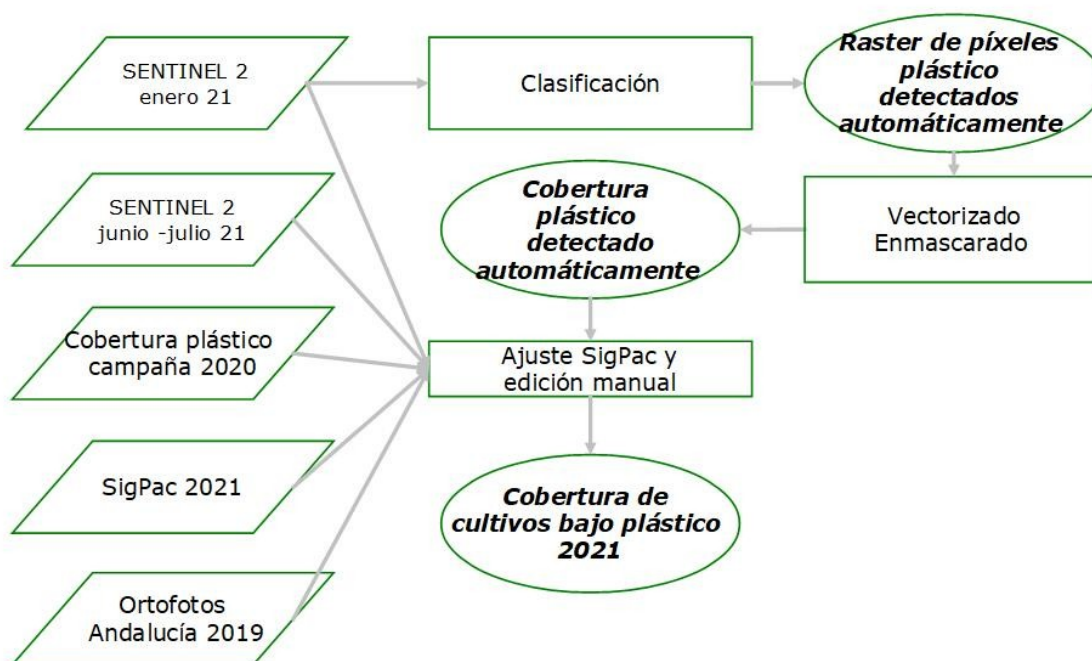 SENTINEL 2
enero 21
Clasificación
Raster de píxeles
plástico
detectados
automáticamente
SENTINEL 2
junio -julio 21
Cobertura
plástico
detectado
automáticamente
Vectorizado
Enmascarado
Cobertura plástico
campaña 2020
Ajuste SigPac y
edición manual
SigPac 2021
Cobertura de
cultivos bajo plástico
2021
Ortofotos
Andalucía 2019